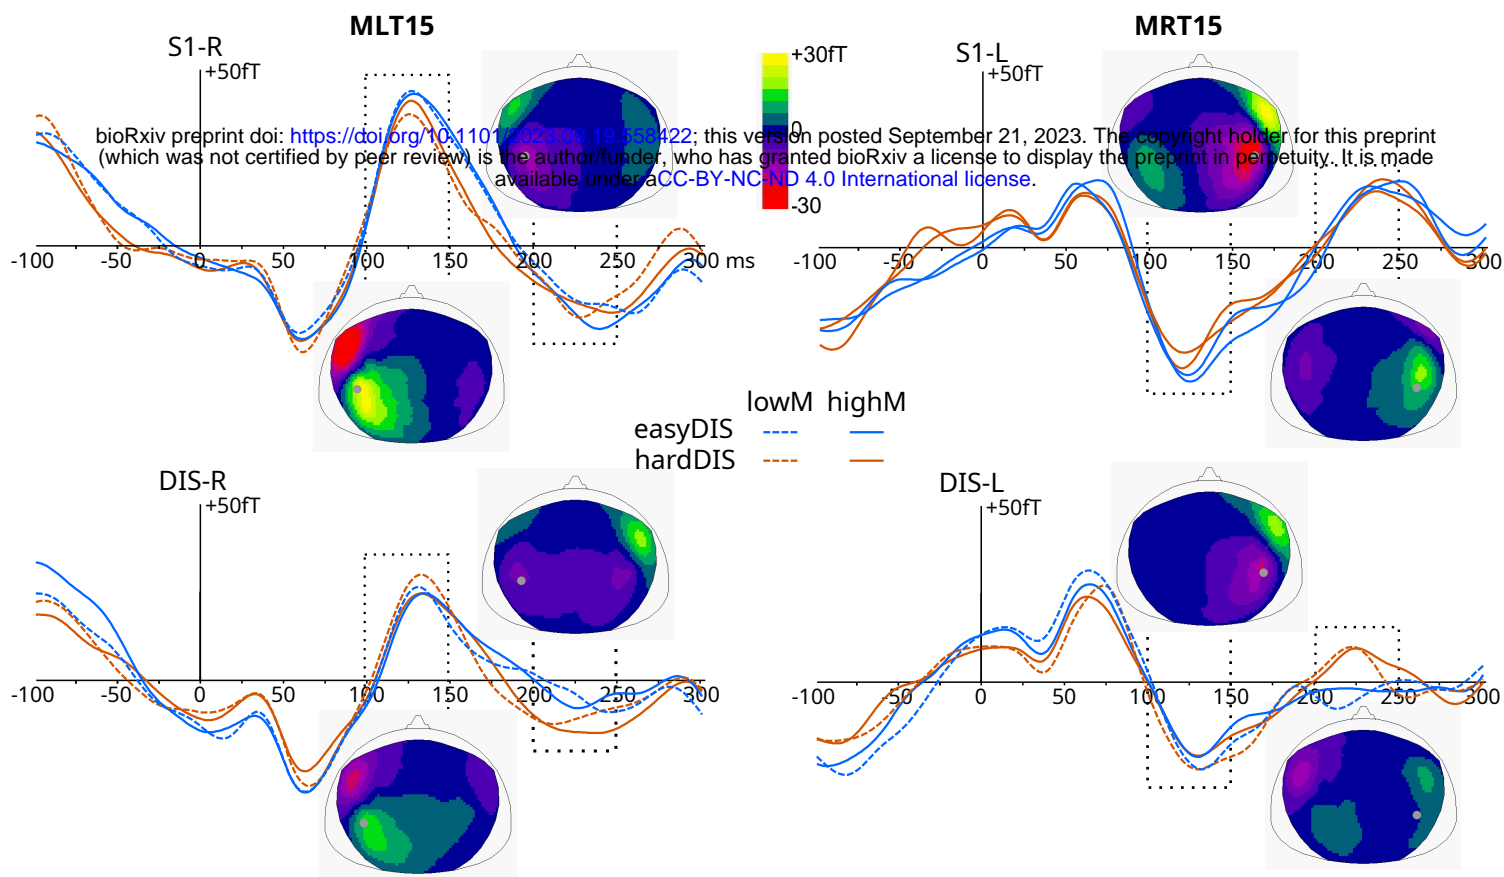 MLT15
MRT15
S1-R
+50fT
+30fT
0
-30
S1-L
+50fT
bioRxiv preprint doi: https://doi.org/10.1101/2023.09.19.558422; this version posted September 21, 2023. The copyright holder for this preprint
(which was not certified by peer review) is the author/funder, who has granted bioRxiv a license to display the preprint in perpetuity. It is made
available under aCC-BY-NC-ND 4.0 International license.
-100 -50 0 50 100 150 200 250 300 ms
-100 -50 0 50 100 150 200 250 300
lowM highM
easyDIS
hardDIS
DIS-R
+50fT
DIS-L
+50fT
-100 -50 0 50 100 150 200 250 300
-100 -50 0 50 100 150 200 250 300